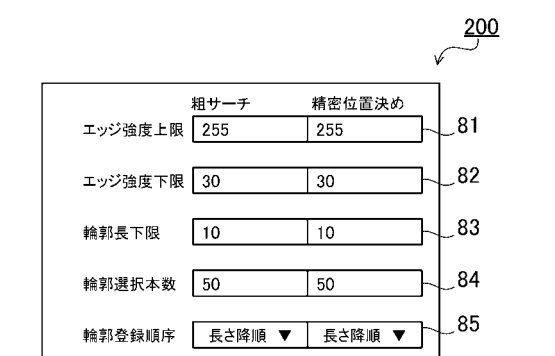 200
粗サーチ 精密位置決め
エッジ強度上限 255 255 81
エッジ強度下限 30 30 82
輪郭長下限 10 10 83
輪郭選択本数 50 50 84
輪郭登録順序 長さ降順 ▼ 長さ降順 ▼ 85